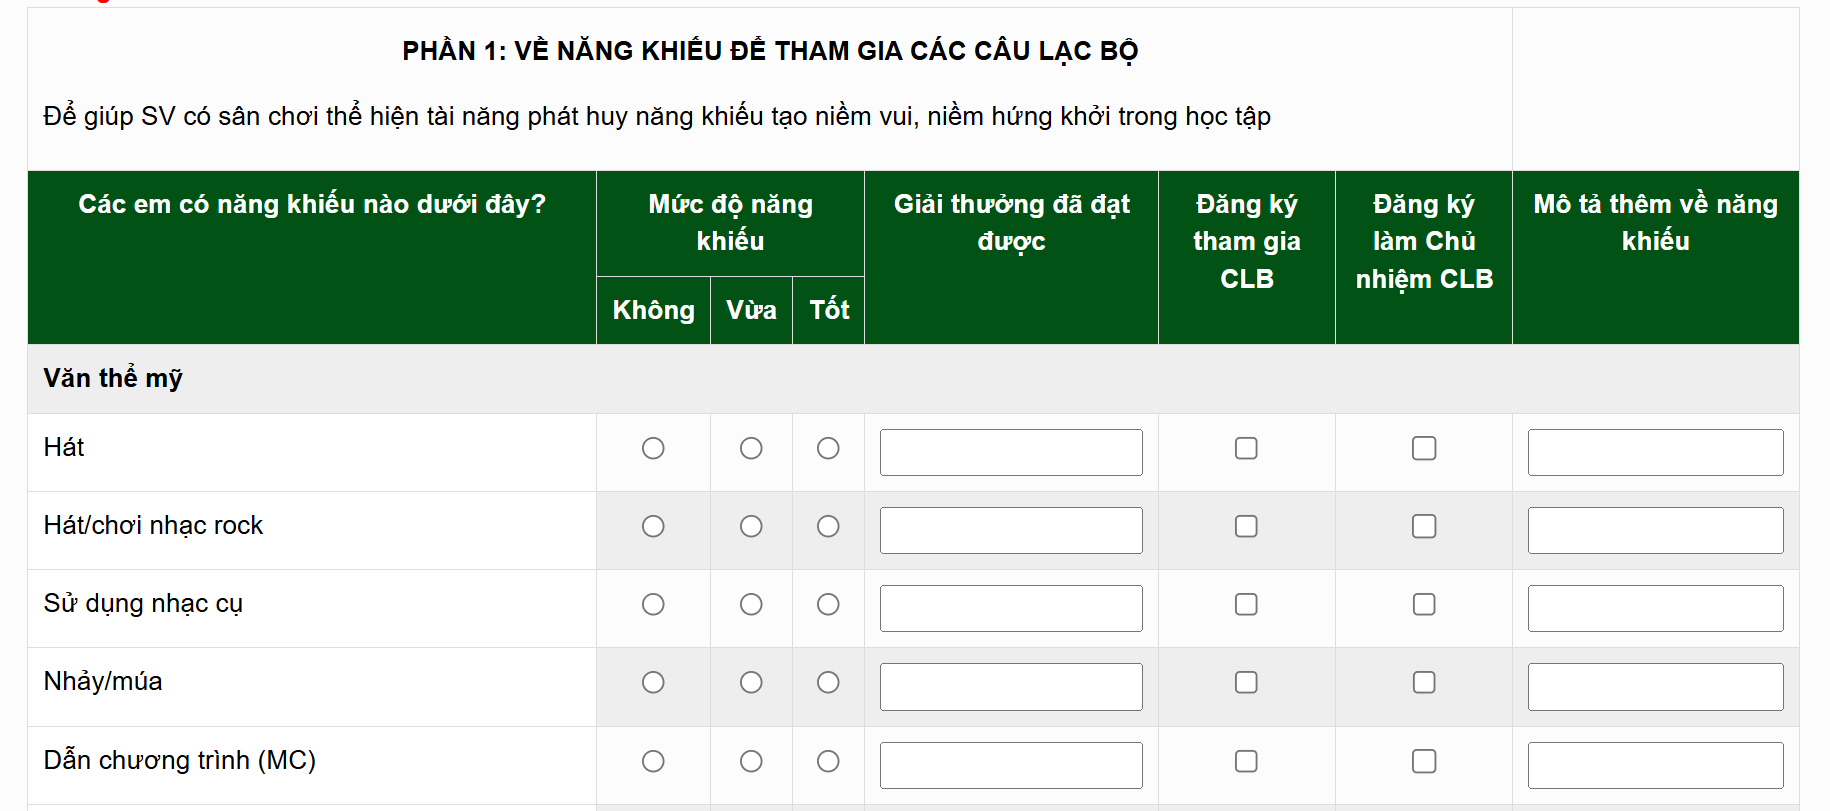 PHẦN 1: VỀ NĂNG KHIẾU ĐỂ THAM GIA CÁC CÂU LẠC BỘ
Để giúp SV có sân chơi thể hiện tài năng phát huy năng khiếu tạo niềm vui, niềm hứng khởi trong học tập
Các em có năng khiếu nào dưới đây?
Mức độ năng
khiếu
Không
Vừa
Tốt
Giải thưởng đã đạt
được
Đăng ký
tham gia
CLB
Đăng ký
làm Chủ
nhiệm CLB
Mô tả thêm về năng
khiếu
Văn thể mỹ
Hát
Hát/chơi nhạc rock
Sử dụng nhạc cụ
Nhảy/múa
Dẫn chương trình (MC)